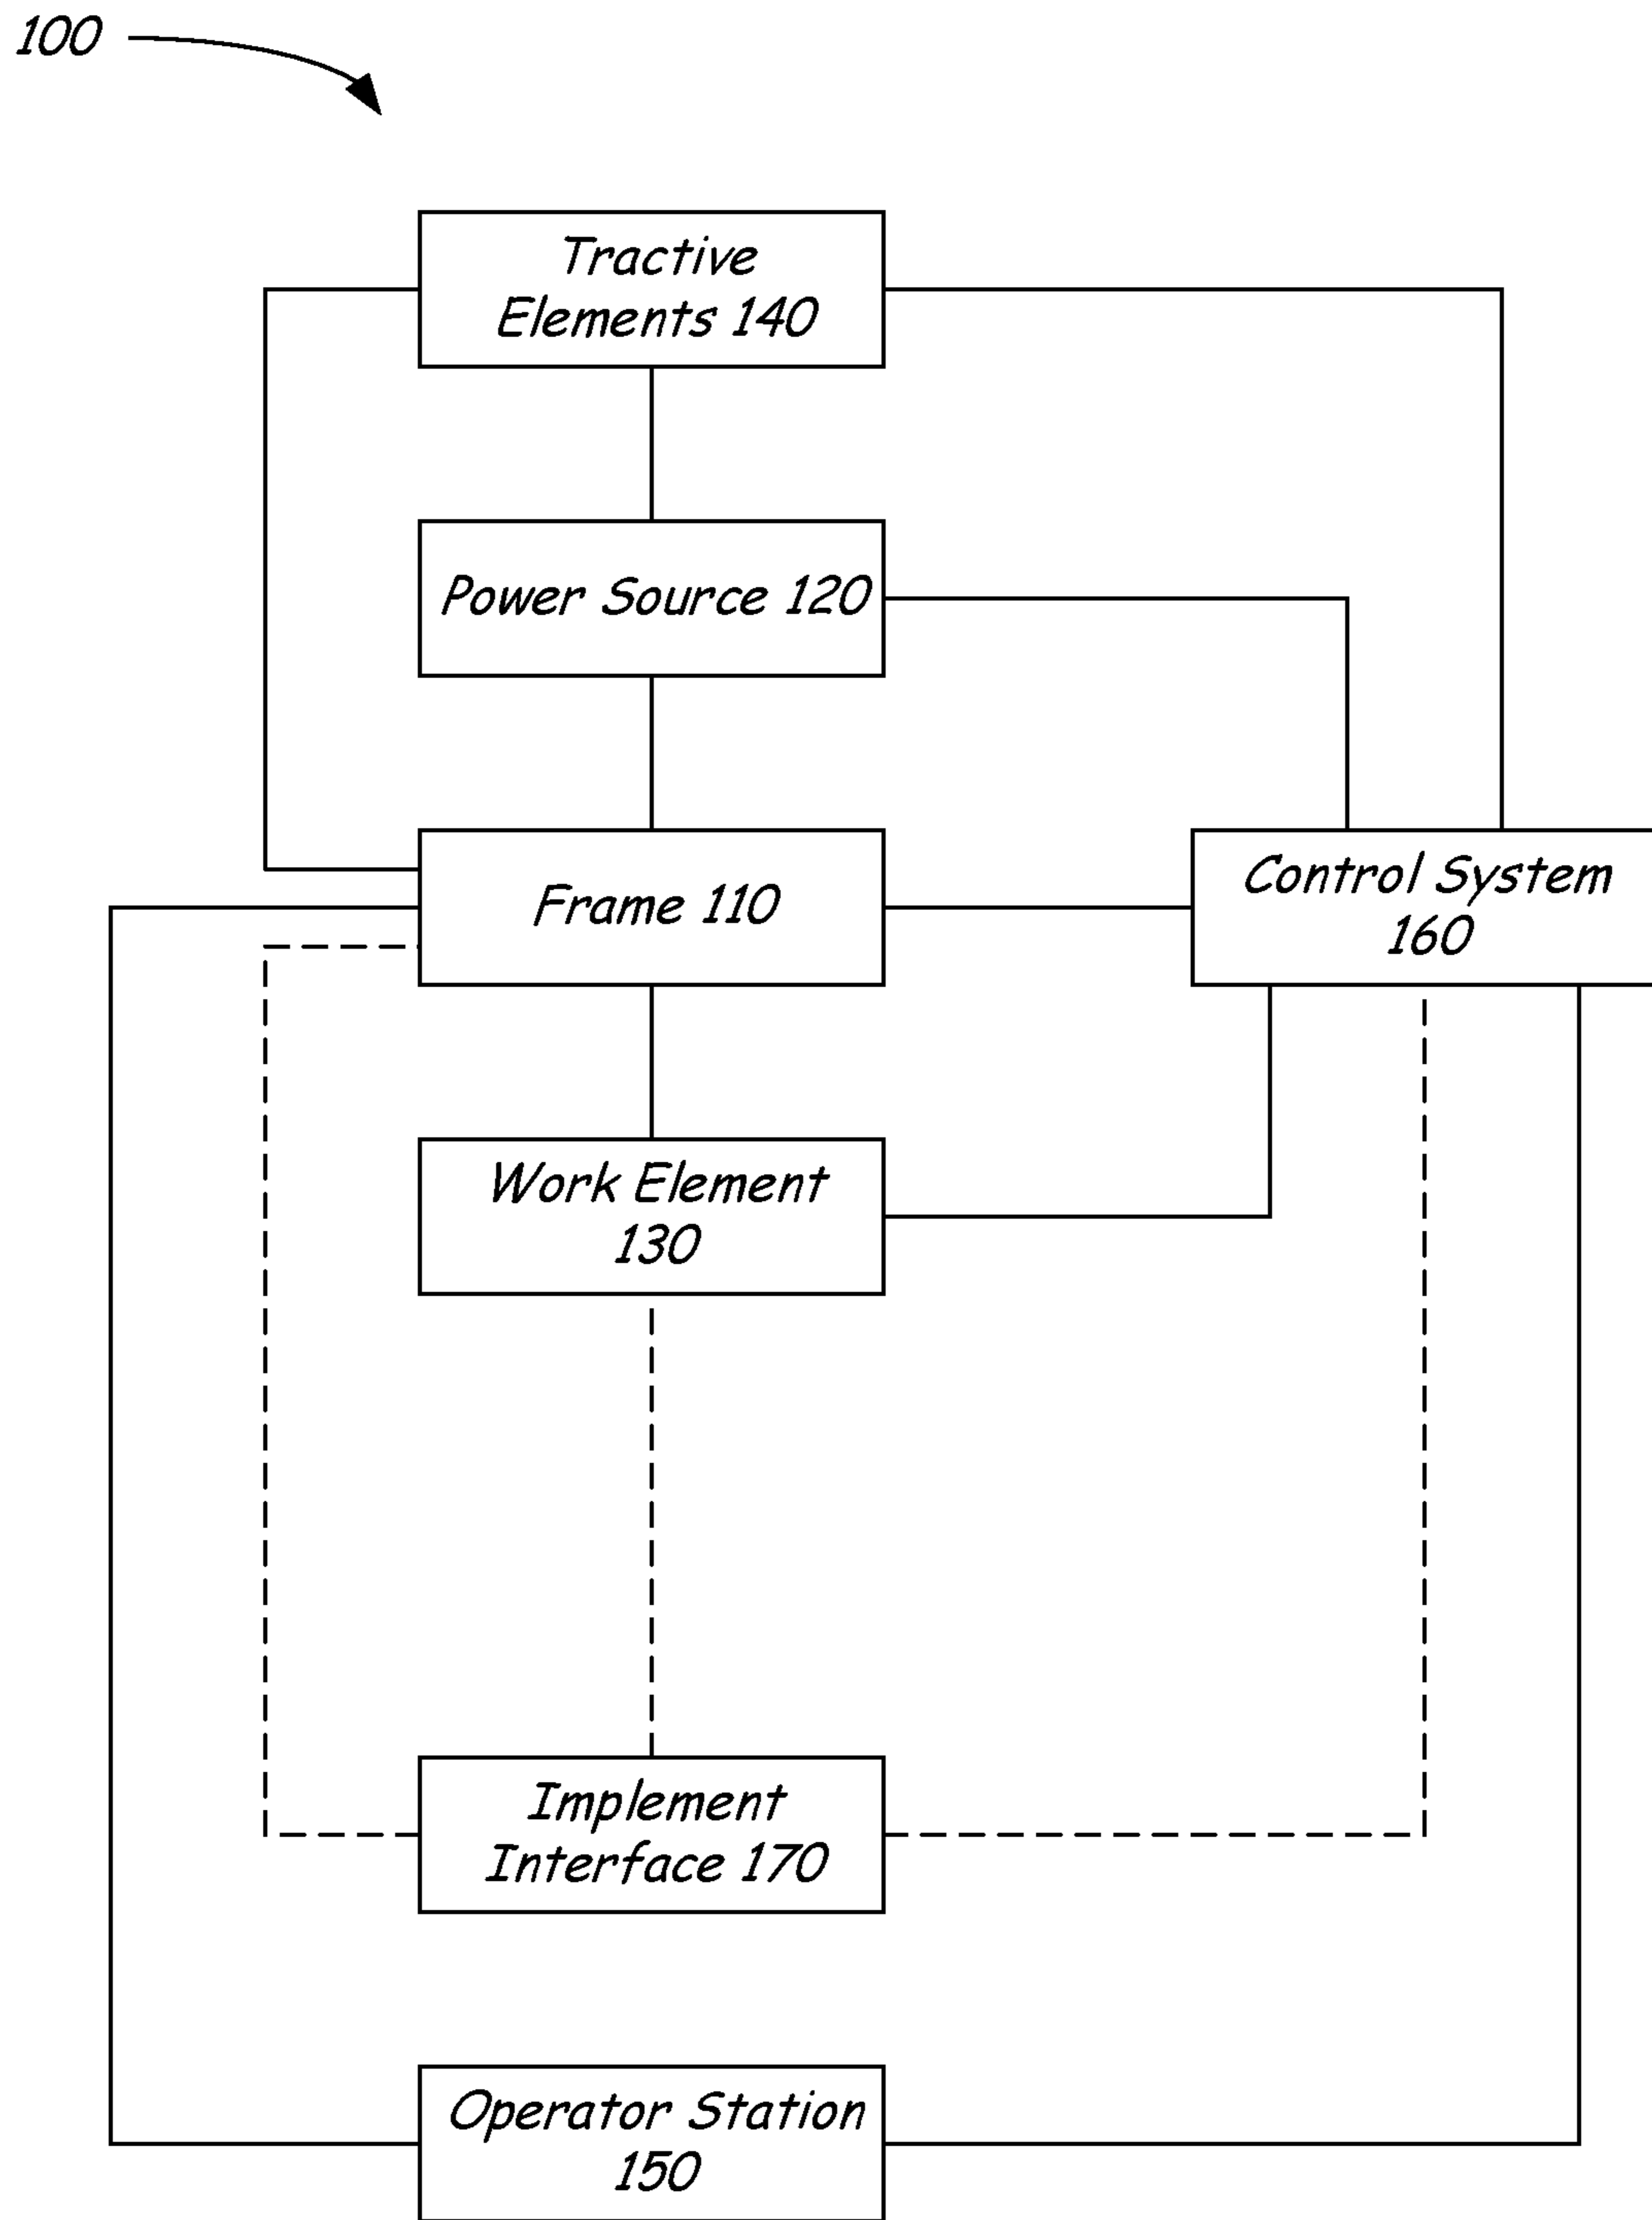 100
Tractive
Elements 140
Power Source 120
Frame 110
Control System
160
Work Element
130
Implement
Interface 170
Operator Station
150